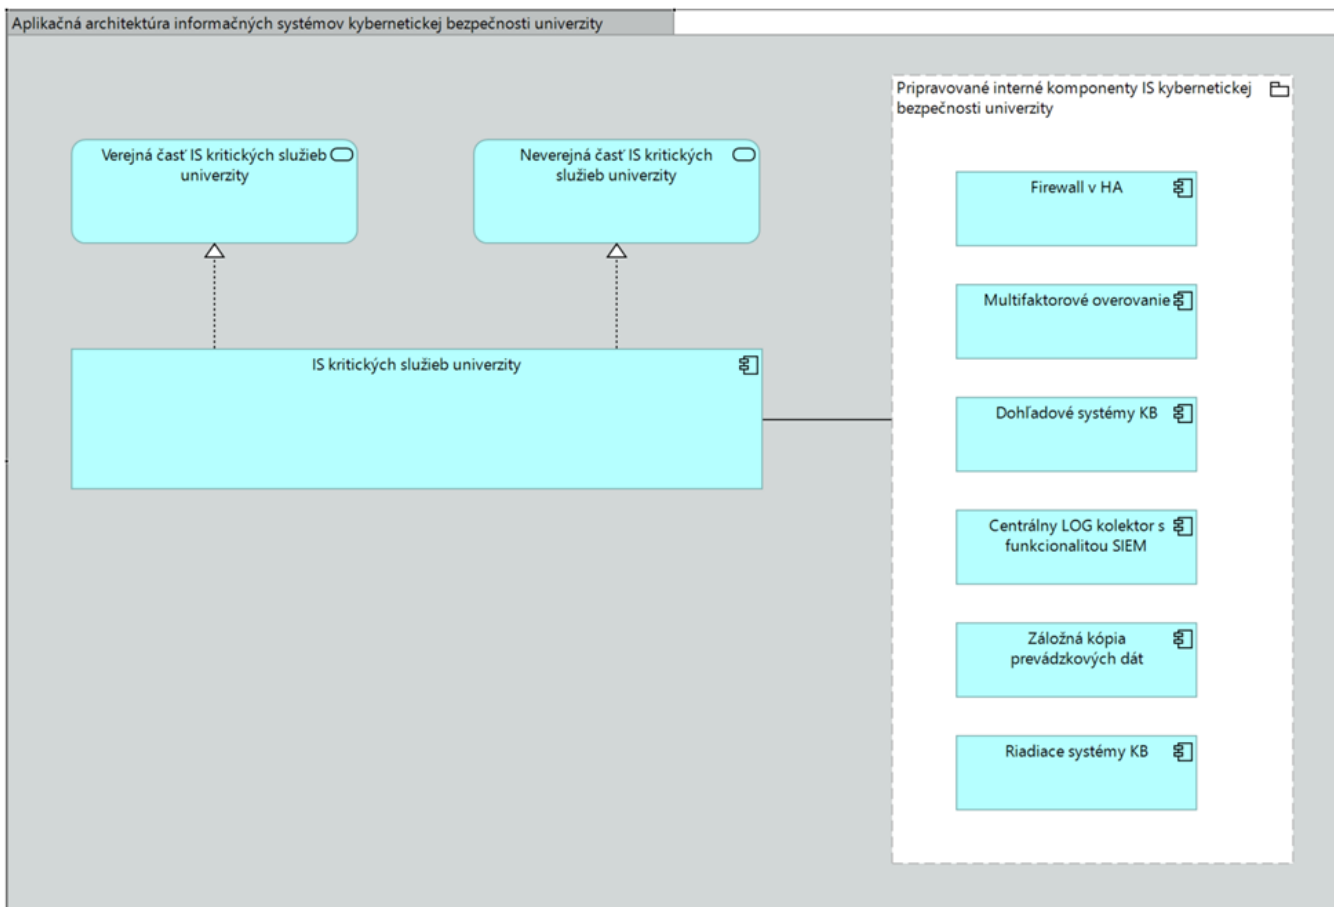 Aplikačná architektúra informačných systémov kybernetickej bezpečnosti univerzity
Verejná časť IS kritických služieb
univerzity
Neverejná časť IS kritických
služieb univerzity
IS kritických služieb univerzity
Pripravované interné komponenty IS kybernetickej
bezpečnosti univerzity
Firewall v HA
Multifaktorové overovanie
Dohľadové systémy KB
Centrálny LOG kolektor s
funkcionalitou SIEM
Záložná kópia
prevádzkových dát
Riadiace systémy KB